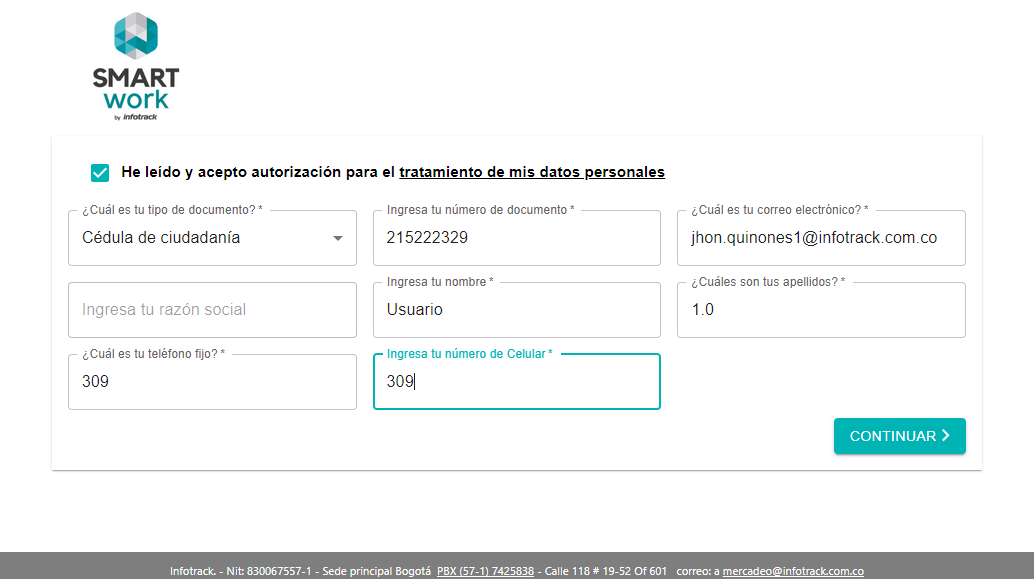 SMART
work
by infotrack
He leído y acepto autorización para el tratamiento de mis datos personales
¿Cuál es tu tipo de documento? *
Cédula de ciudadanía
Ingresa tu número de documento *
215222329
¿Cuál es tu correo electrónico? *
jhon.quinones1@infotrack.com.co
Ingresa tu razón social
Ingresa tu nombre *
Usuario
¿Cuáles son tus apellidos? *
1.0
¿Cuál es tu teléfono fijo? *
309
Ingresa tu número de Celular *
309
CONTINUAR
Infotrack. - Nit: 830067557-1 - Sede principal Bogotá PBX (57-1) 7425838 - Calle 118 # 19-52 Of 601 correo: a mercadeo@infotrack.com.co